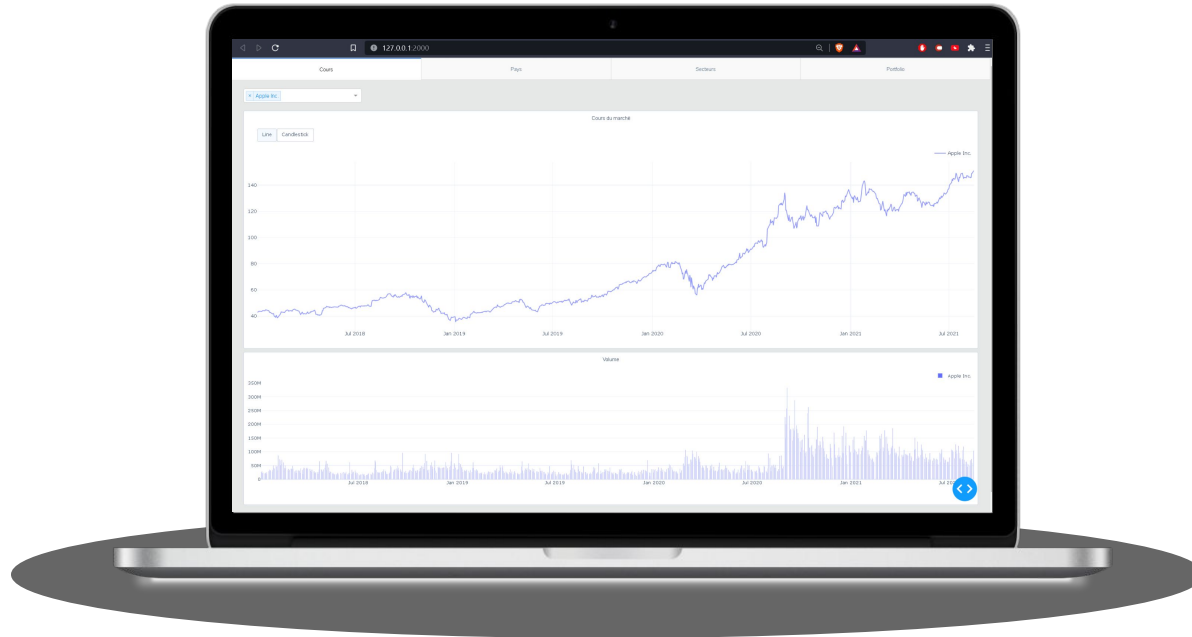 127.0.0.1:2000
Cours Pays Secteurs Portfolio
× Apple Inc.
Cours du marché
Line Candlestick
Apple Inc.
140
120
100
80
60
40
Jul 2018 Jan 2019 Jul 2019 Jan 2020 Jul 2020 Jan 2021 Jul 2021
Volume
Apple Inc.
350M
300M
250M
200M
150M
100M
50M
0
Jul 2018 Jan 2019 Jul 2019 Jan 2020 Jul 2020 Jan 2021